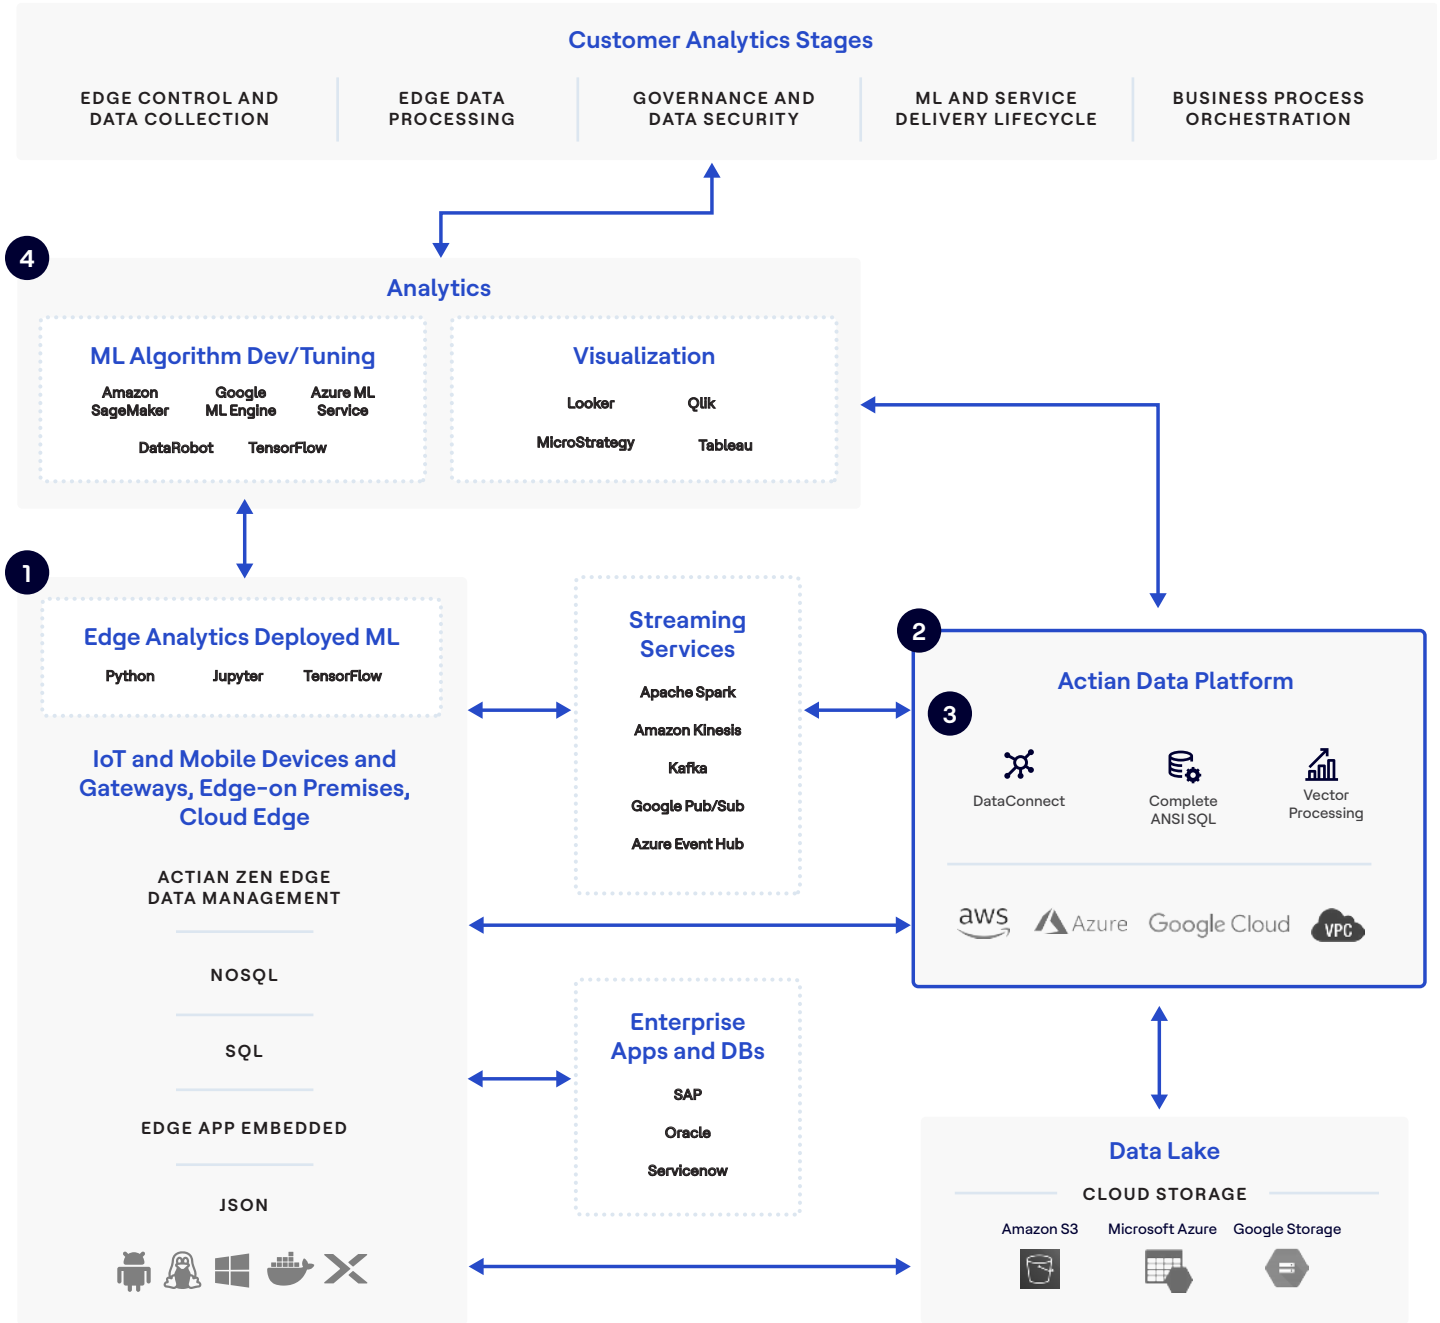 Customer Analytics Stages
EDGE CONTROL AND
DATA COLLECTION
EDGE DATA
PROCESSING
GOVERNANCE AND
DATA SECURITY
ML AND SERVICE
DELIVERY LIFECYCLE
BUSINESS PROCESS
ORCHESTRATION
4
Analytics
ML Algorithm Dev/Tuning
Amazon
SageMaker
Google
ML Engine
Azure ML
Service
DataRobot
TensorFlow
Visualization
Looker
Qlik
MicroStrategy
Tableau
1
Edge Analytics Deployed ML
Python
Jupyter
TensorFlow
IoT and Mobile Devices and
Gateways, Edge-on Premises,
Cloud Edge
ACTIAN ZEN EDGE
DATA MANAGEMENT
NOSQL
SQL
EDGE APP EMBEDDED
JSON
Streaming
Services
Apache Spark
Amazon Kinesis
Kafka
Google Pub/Sub
Azure Event Hub
Enterprise
Apps and DBs
SAP
Oracle
Servicenow
2
Actian Data Platform
3
DataConnect
Complete
ANSI SQL
Vector
Processing
aws
Azure
Google Cloud
VPC
Data Lake
CLOUD STORAGE
Amazon S3
Microsoft Azure
Google Storage